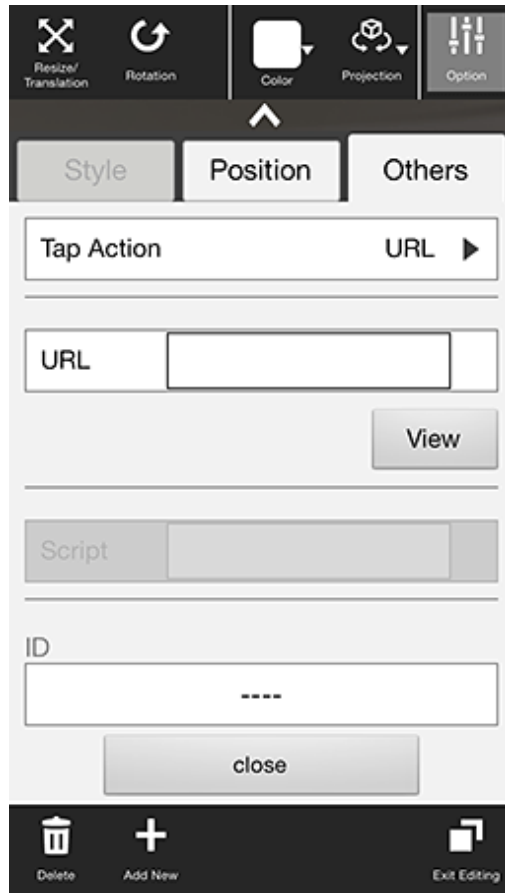 Resize/
Translation
Rotation
Color
Projection
Option
Style
Position
Others
Tap Action
URL
URL
View
Script
ID
----
close
Delete
Add New
Exit Editing